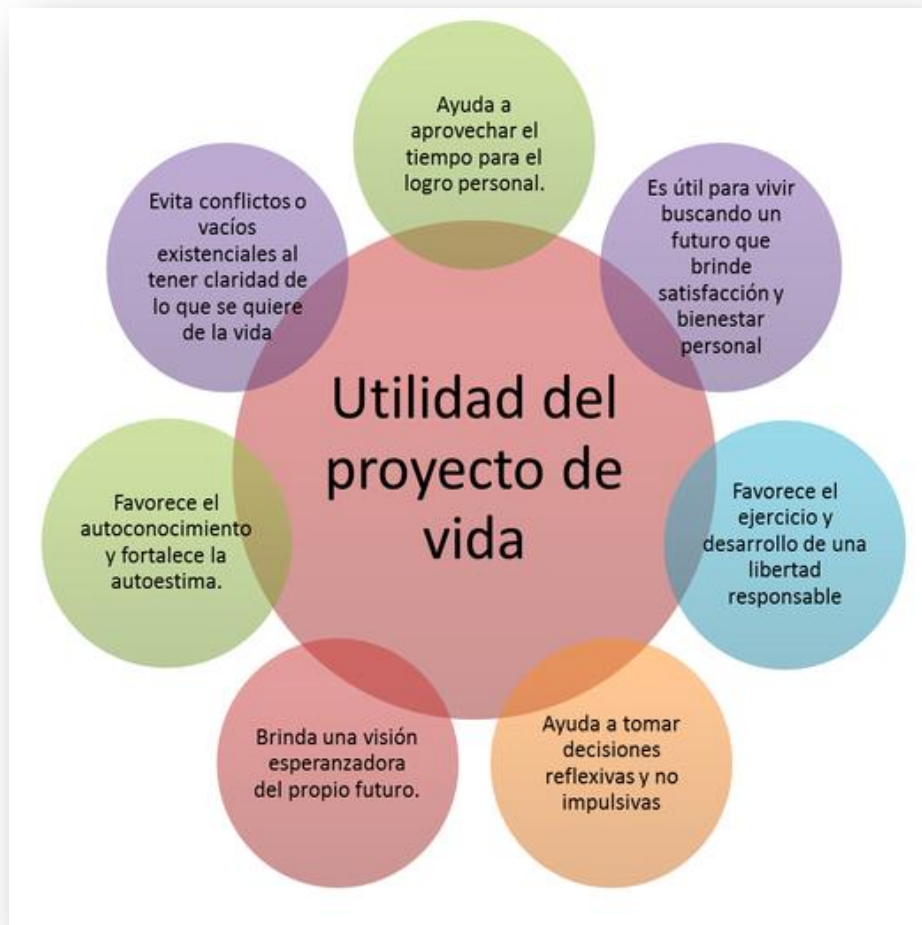 Utilidad del
proyecto de
vida
Ayuda a
aprovechar el
tiempo para el
logro personal.
Es útil para vivir
buscando un
futuro que
brinde
satisfacción y
bienestar
personal
Favorece el
ejercicio y
desarrollo de una
libertad
responsable
Ayuda a tomar
decisiones
reflexivas y no
impulsivas
Brinda una visión
esperanzadora
del propio futuro.
Favorece el
autoconocimiento
y fortalece la
autoestima.
Evita conflictos o
vacíos
existenciales al
tener claridad de
lo que se quiere
de la vida